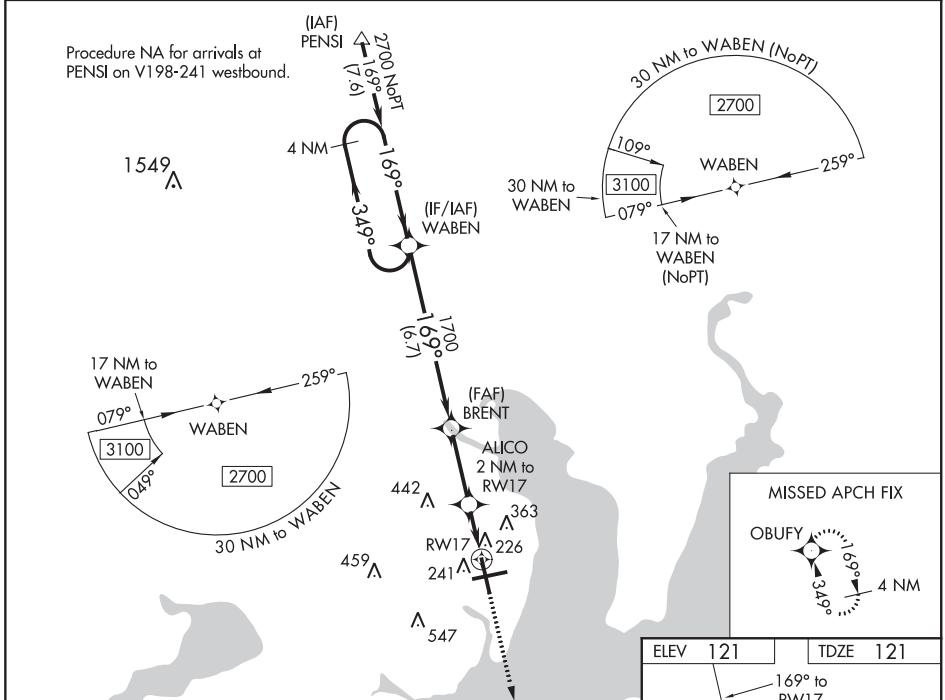 (IAF)
PENSI
Procedure NA for arrivals at
PENSI on V198-241 westbound.
2700 NoPT
169°
(7.6)
4 NM
169°
349°
1549
(IF/IAF)
WABEN
30 NM to WABEN (NoPT)
2700
109°
3100
WABEN
259°
30 NM to
WABEN
079°
17 NM to
WABEN
(NoPT)
1700
169°
(6.7)
17 NM to
WABEN
259°
079°
WABEN
3100
049°
2700
30 NM to WABEN
(FAF)
BRENT
ALICO
2 NM to
RW17
442
363
RW17
226
459
241
547
MISSED APCH FIX
OBUFY
169°
349°
4 NM
ELEV 121
TDZE 121
169° to
RW17